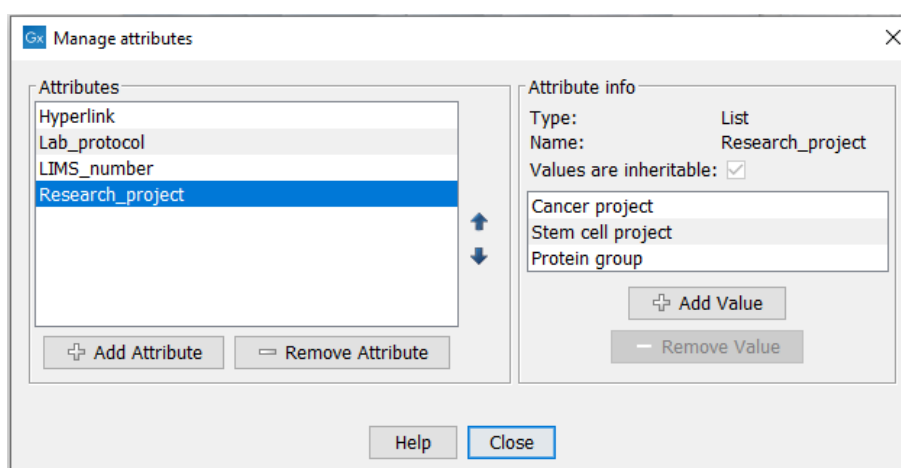 Gx Manage attributes
Attributes
Hyperlink
Lab_protocol
LIMS_number
Research_project
Add Attribute
Remove Attribute
Attribute info
Type: List
Name: Research_project
Values are inheritable:
Cancer project
Stem cell project
Protein group
Add Value
Remove Value
Help
Close